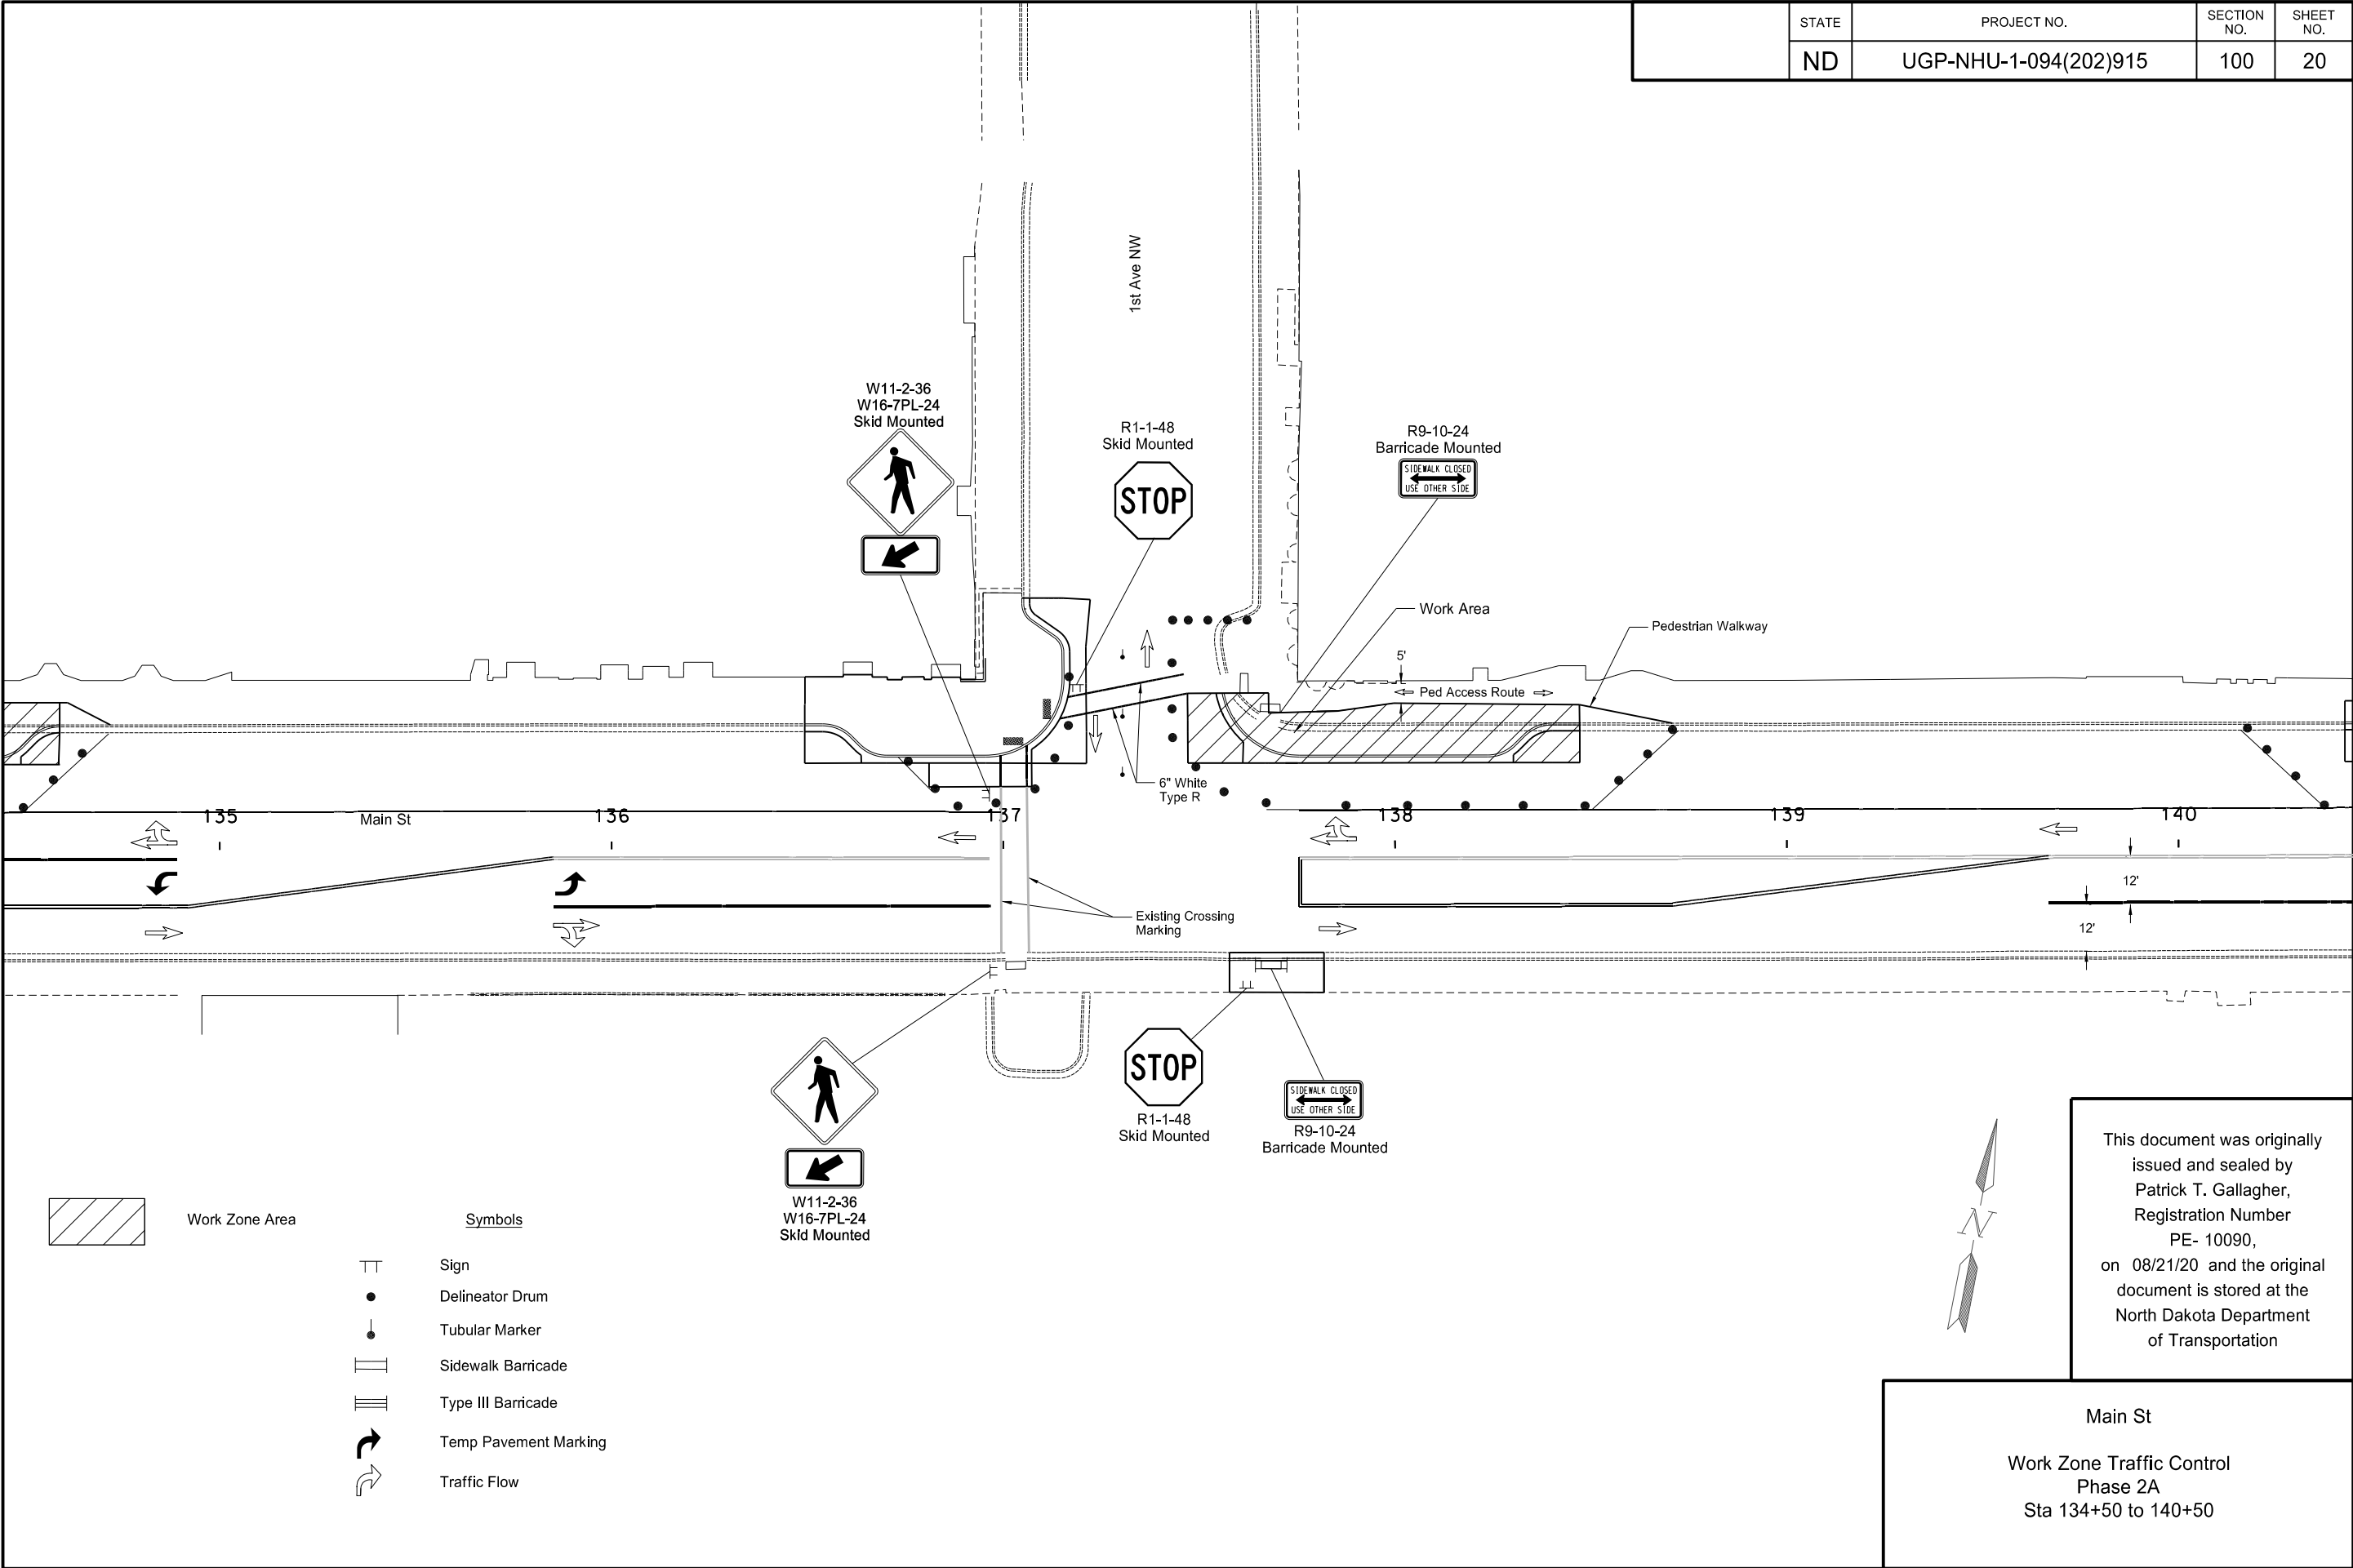 STATE
PROJECT NO.
SECTION
NO.
SHEET
NO.
ND
UGP-NHU-1-094(202)915
100
20
1st Ave NW
W11-2-36
W16-7PL-24
Skid Mounted
R1-1-48
Skid Mounted
STOP
R9-10-24
Barricade Mounted
SIDEWALK CLOSED
USE OTHER SIDE
Work Area
Pedestrian Walkway
5'
Ped Access Route
6" White
Type R
135
Main St
136
137
138
139
140
12'
12'
Existing Crossing
Marking
STOP
R1-1-48
Skid Mounted
SIDEWALK CLOSED
USE OTHER SIDE
R9-10-24
Barricade Mounted
W11-2-36
W16-7PL-24
Skid Mounted
Work Zone Area
Symbols
Sign
Delineator Drum
Tubular Marker
Sidewalk Barricade
Type III Barricade
Temp Pavement Marking
Traffic Flow
N
This document was originally
issued and sealed by
Patrick T. Gallagher,
Registration Number
PE- 10090,
on 08/21/20 and the original
document is stored at the
North Dakota Department
of Transportation
Main St
Work Zone Traffic Control
Phase 2A
Sta 134+50 to 140+50